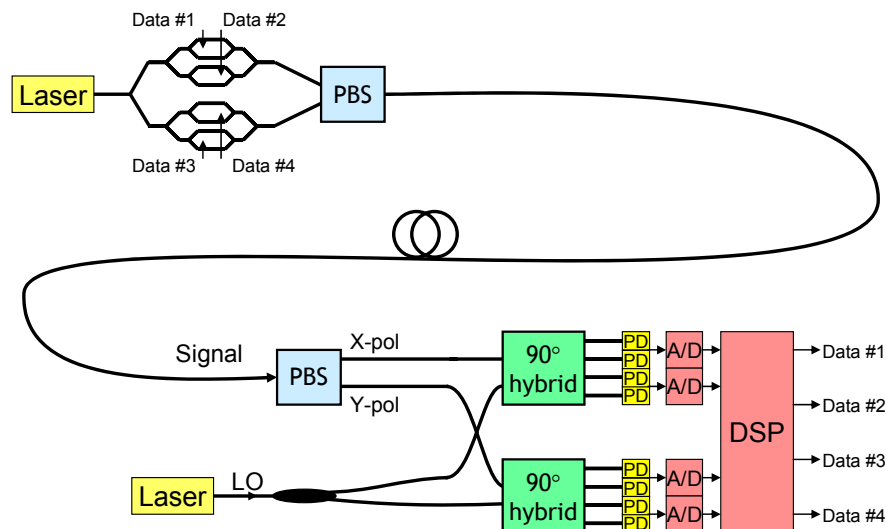 Data #1 Data #2
Laser
PBS
Data #3 Data #4
Signal
PBS
X-pol
Y-pol
90°
hybrid
PD
PD
PD
PD
A/D
A/D
DSP
Data #1
Data #2
Data #3
Data #4
Laser
LO
90°
hybrid
PD
PD
PD
PD
A/D
A/D